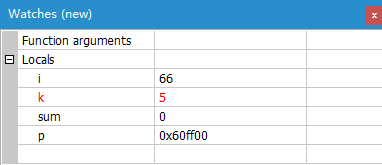 Watches (new)
x
Function arguments
Locals
i 66
k 5
sum 0
p 0x60ff00